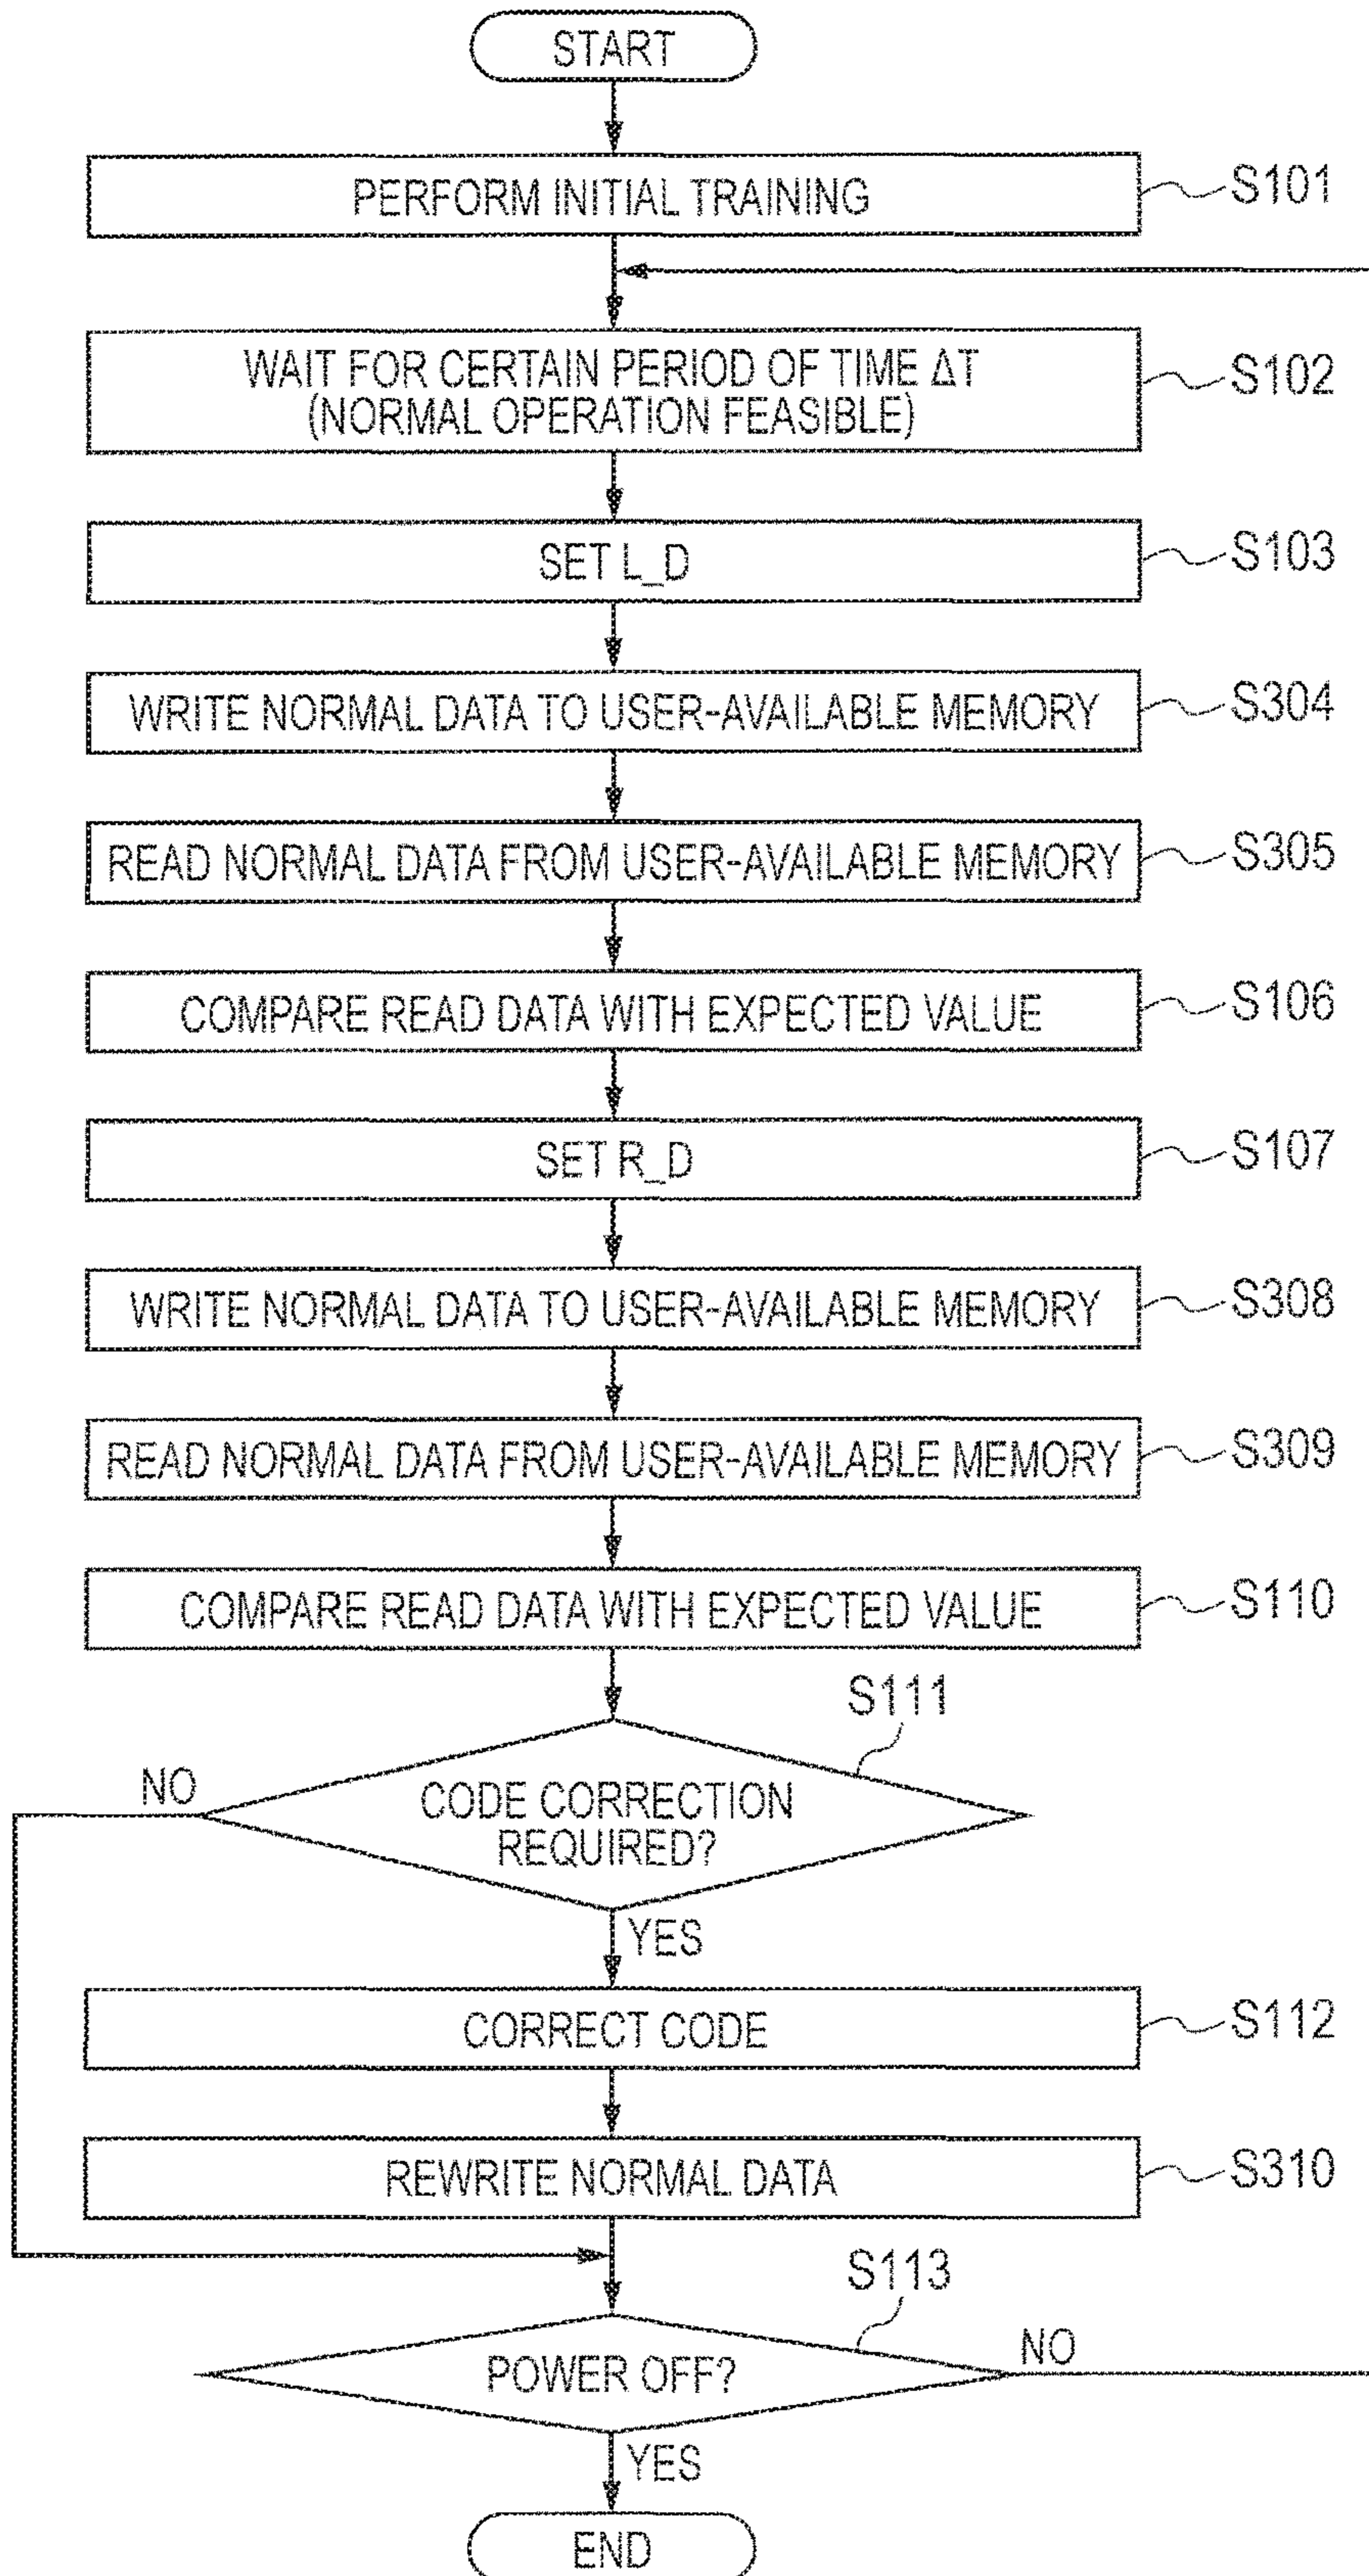 START
PERFORM INITIAL TRAINING
S101
WAIT FOR CERTAIN PERIOD OF TIME ΔT
(NORMAL OPERATION FEASIBLE)
S102
SET L_D
S103
WRITE NORMAL DATA TO USER-AVAILABLE MEMORY
S304
READ NORMAL DATA FROM USER-AVAILABLE MEMORY
S305
COMPARE READ DATA WITH EXPECTED VALUE
S106
SET R_D
S107
WRITE NORMAL DATA TO USER-AVAILABLE MEMORY
S308
READ NORMAL DATA FROM USER-AVAILABLE MEMORY
S309
COMPARE READ DATA WITH EXPECTED VALUE
S110
S111
NO
CODE CORRECTION
REQUIRED?
YES
CORRECT CODE
S112
REWRITE NORMAL DATA
S310
S113
POWER OFF?
NO
YES
END